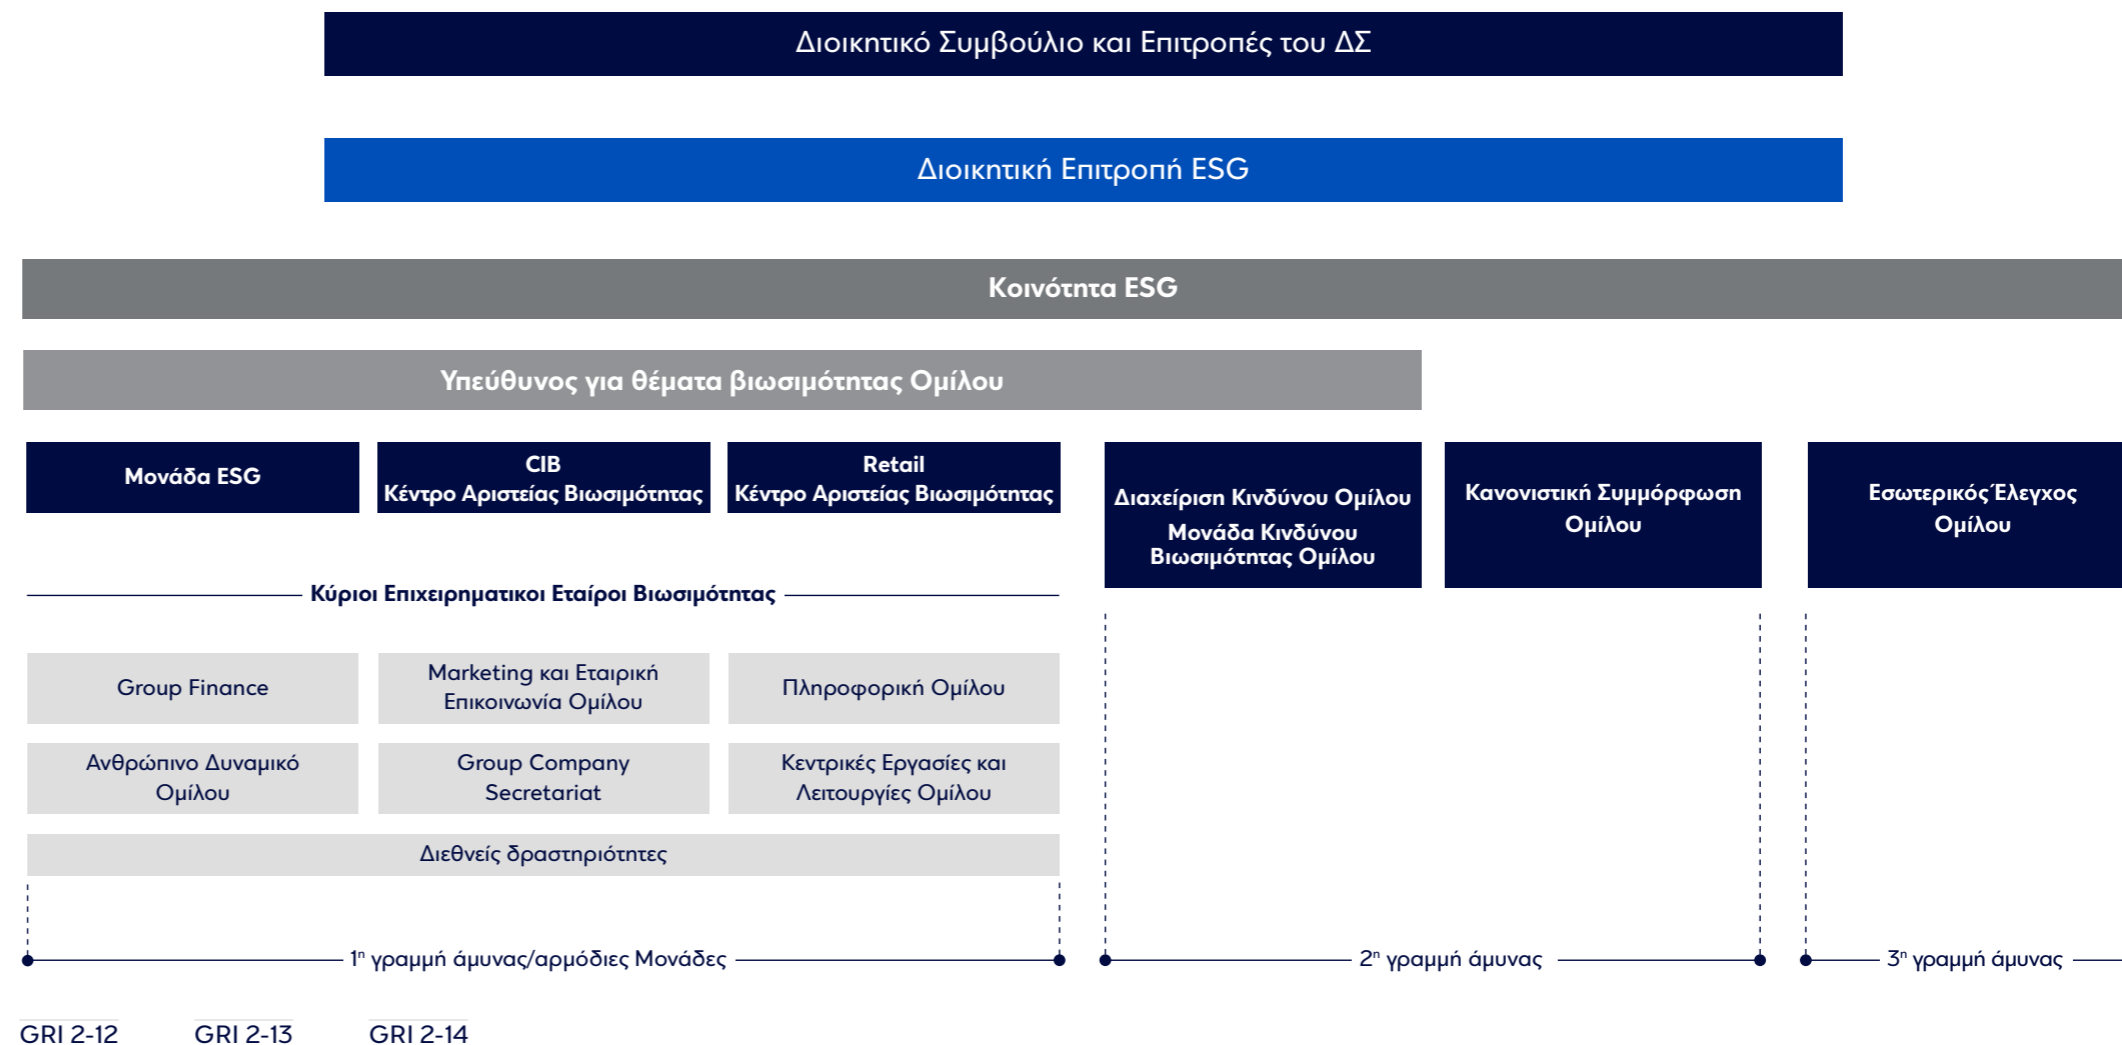 Διοικητικό Συμβούλιο και Επιτροπές του ΔΣ
Διοικητική Επιτροπή ESG
Κοινότητα ESG
Υπεύθυνος για θέματα βιωσιμότητας Ομίλου
Μονάδα ESG
CIB
Κέντρο Αριστείας Βιωσιμότητας
Retail
Κέντρο Αριστείας Βιωσιμότητας
Διαχείριση Κινδύνου Ομίλου
Μονάδα Κινδύνου
Βιωσιμότητας Ομίλου
Κανονιστική Συμμόρφωση
Ομίλου
Εσωτερικός Έλεγχος
Ομίλου
Κύριοι Επιχειρηματικοι Εταίροι Βιωσιμότητας
Group Finance
Marketing και Εταιρική
Επικοινωνία Ομίλου
Πληροφορική Ομίλου
Ανθρώπινο Δυναμικό
Ομίλου
Group Company
Secretariat
Κεντρικές Εργασίες και
Λειτουργίες Ομίλου
Διεθνείς δραστηριότητες
1η γραμμή άμυνας/αρμόδιες Μονάδες
2η γραμμή άμυνας
3η γραμμή άμυνας
GRI 2-12
GRI 2-13
GRI 2-14